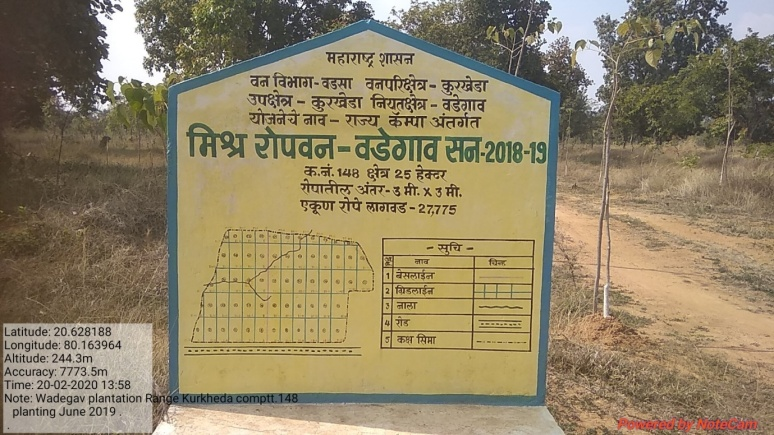 महाराष्ट्र शासन
वन विभाग-वडसा वनपरिक्षेत्र - कुरखेडा
उपक्षेत्र - कुरखेडा नियतक्षेत्र - वडेगाव
योजनेचे नाव - राज्य कॅम्पा अंतर्गत
मिश्र रोपवन - वडेगाव सन-2018-19
क.जं. 148 क्षेत्र 25 हेक्टर
रोपातील अंतर - 3 मी. x 3 मी.
एकूण रोपे लागवड - 27,775
- सुचि -
अ.क्र नाव चिन्ह
1 बेसलाईन
2 ग्रिडलाईन
3 नाला
4 रोड
5 कक्ष सिमा
Latitude: 20.628188
Longitude: 80.163964
Altitude: 244.3m
Accuracy: 7773.5m
Time: 20-02-2020 13:58
Note: Wadegav plantation Range Kurkheda comptt.148
planting June 2019 .
Powered by NoteCam